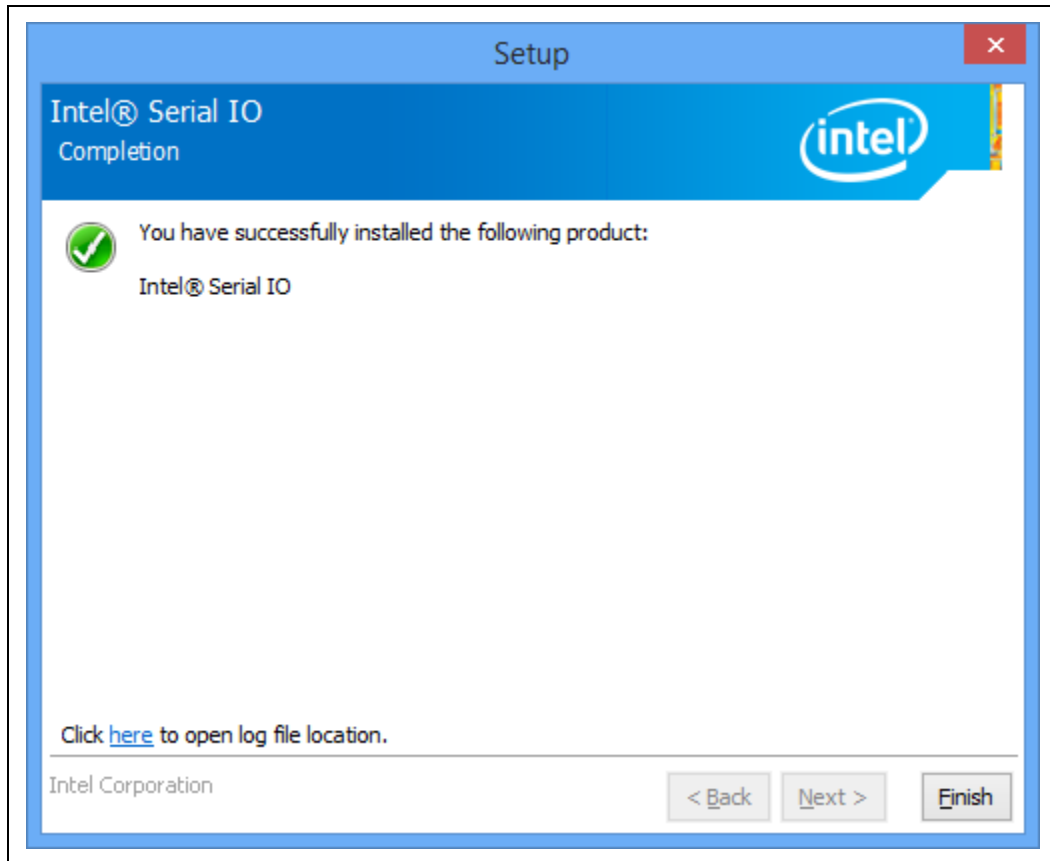 Setup
Intel® Serial IO
Completion
intel
You have successfully installed the following product:
Intel® Serial IO
Click here to open log file location.
Intel Corporation
< Back Next > Finish